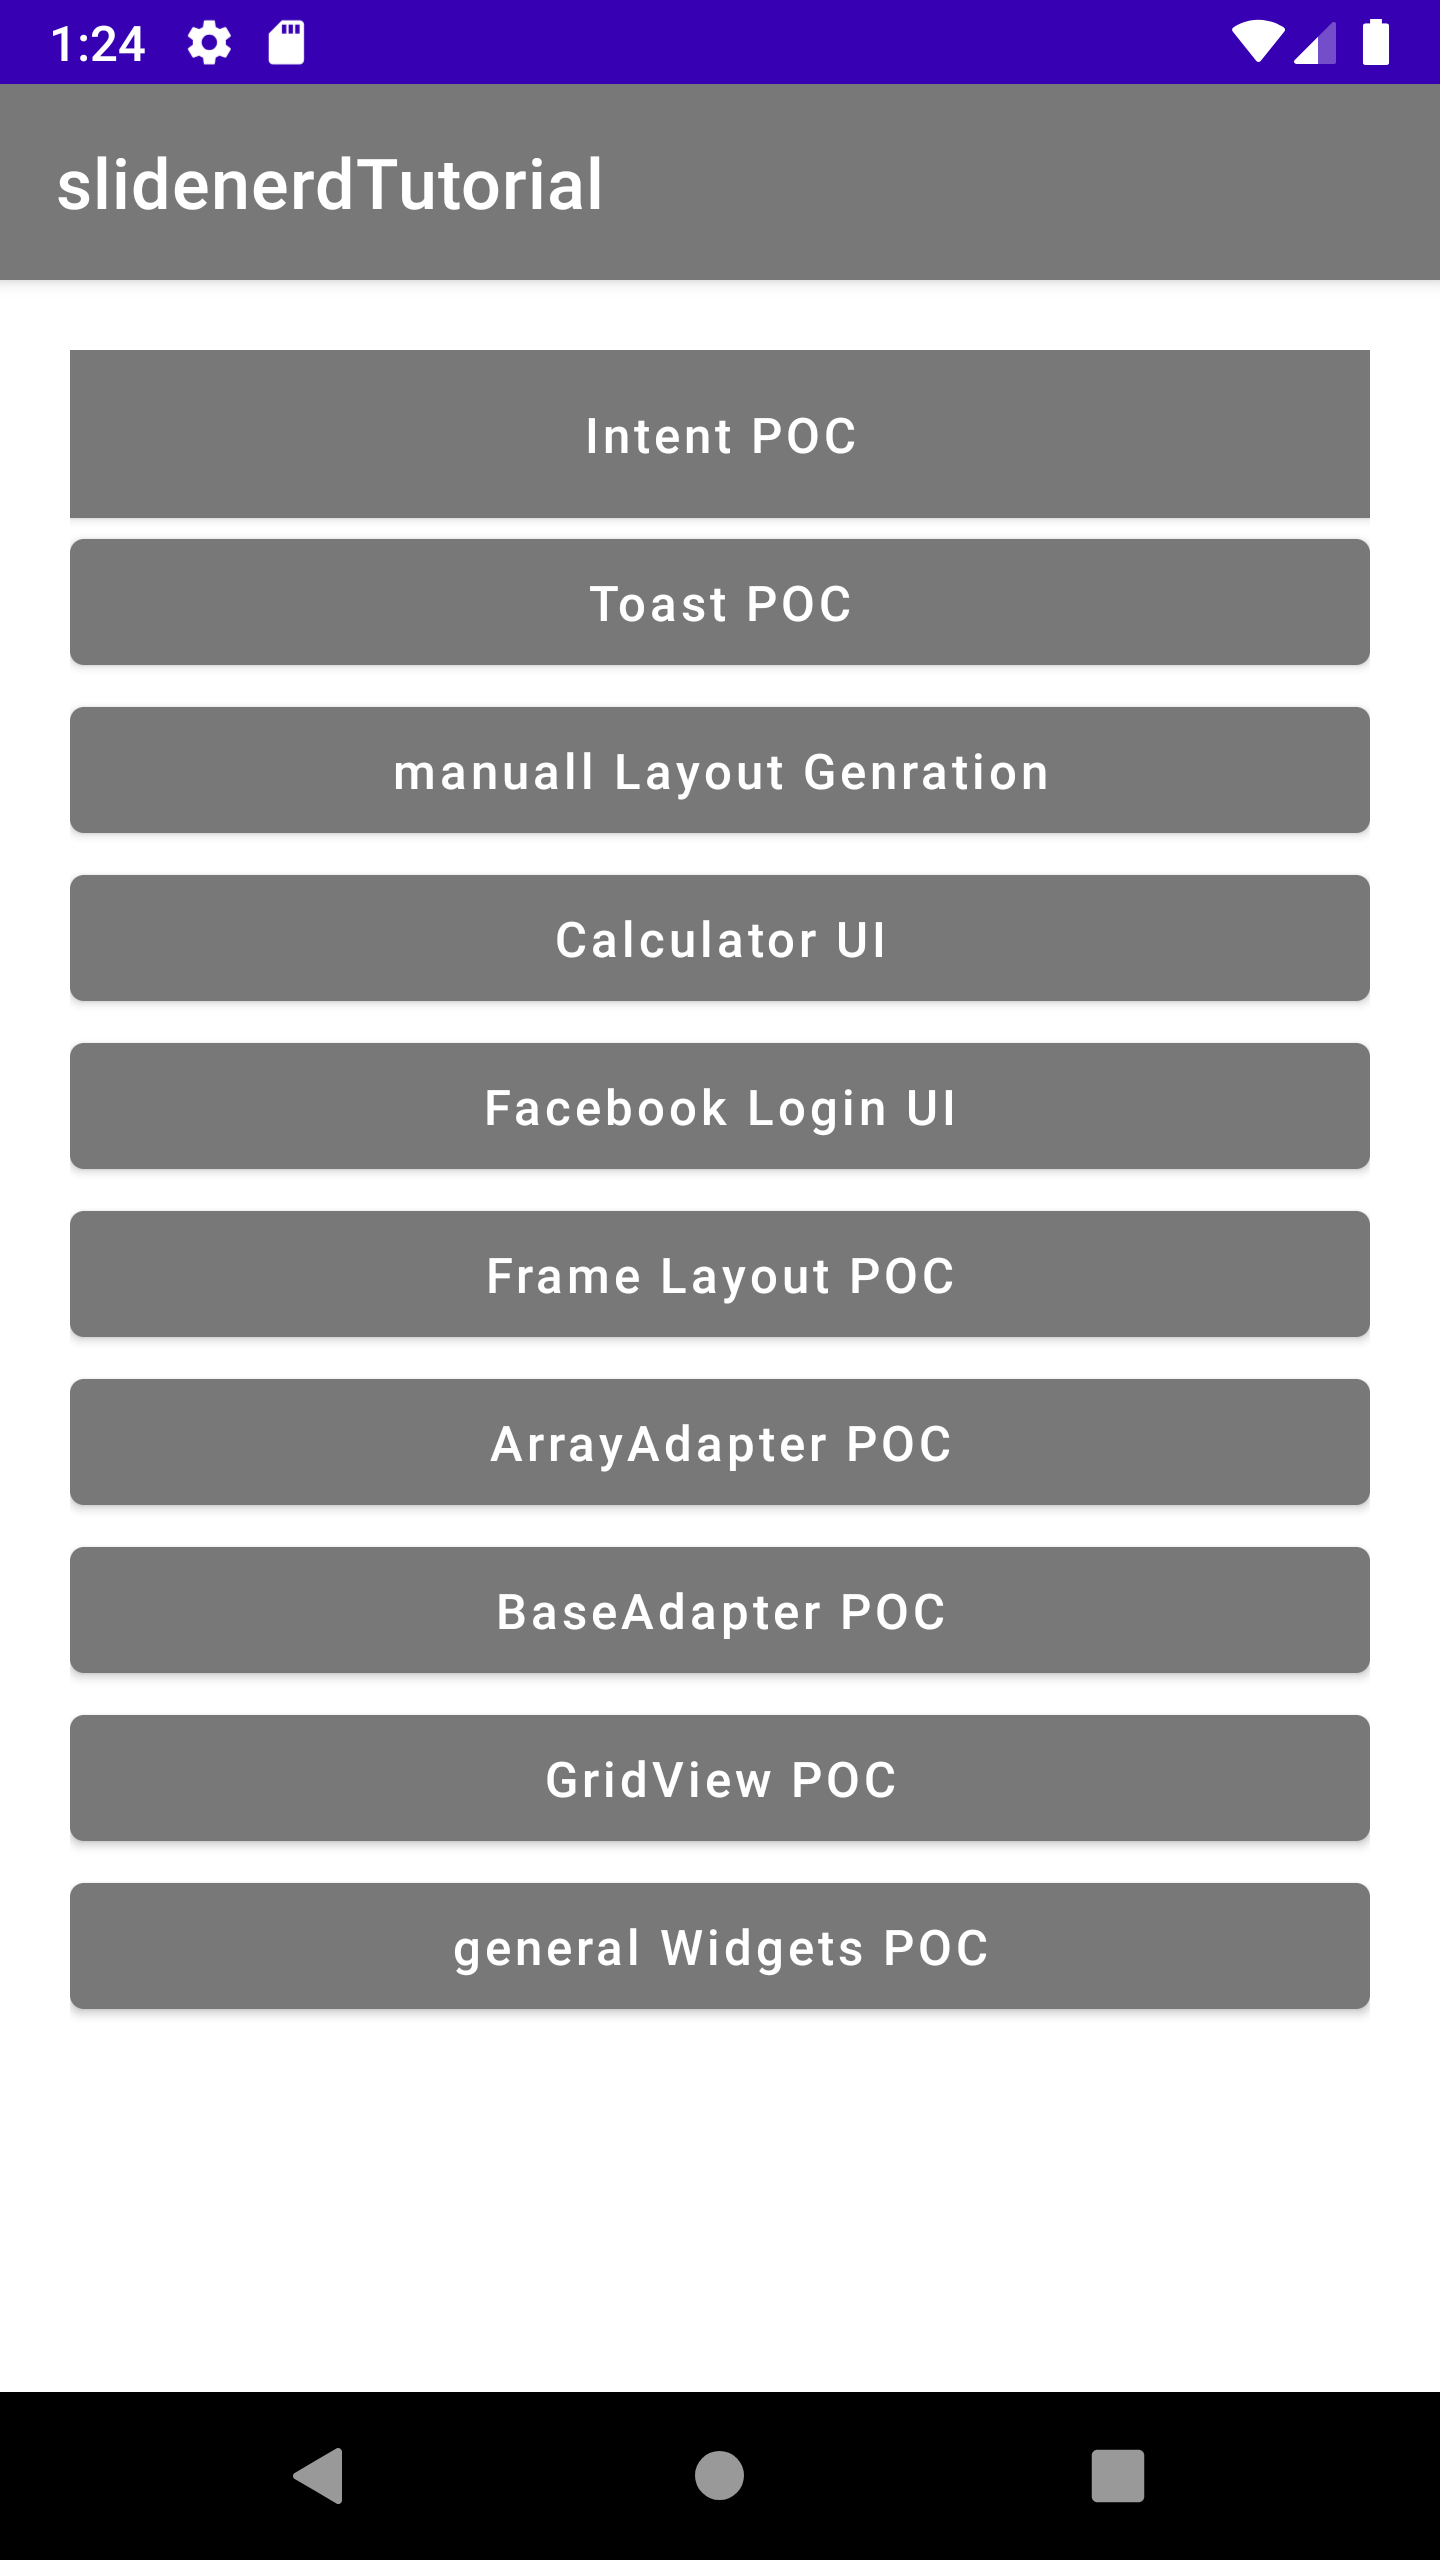 1:24
slidenerdTutorial
Intent POC
Toast POC
manuall Layout Genration
Calculator UI
Facebook Login UI
Frame Layout POC
ArrayAdapter POC
BaseAdapter POC
GridView POC
general Widgets POC